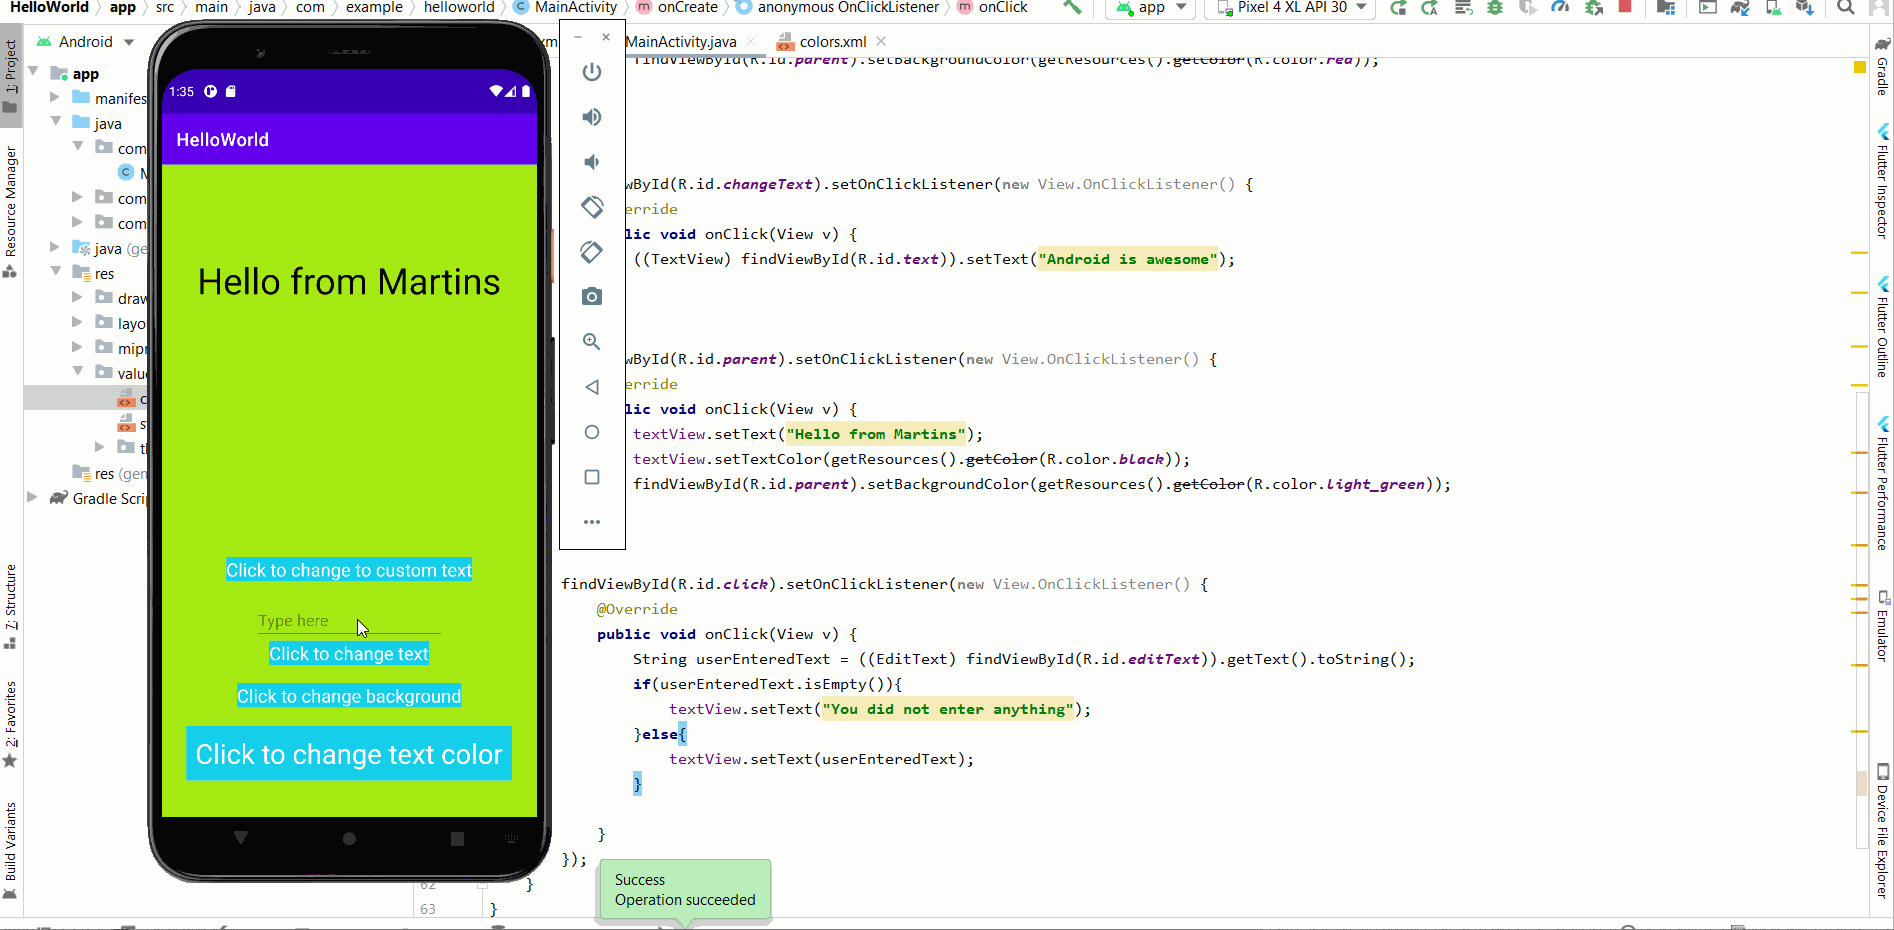 HelloWorld > app > src > main > java > com > example > helloworld > MainActivity > onCreate > anonymous OnClickListener > onClick
app
Pixel 4 XL API 30
Android
MainActivity.java
colors.xml
1: Project
Resource Manager
7: Structure
2: Favorites
Build Variants
app
manifes
java
com
com
com
java (ge
res
draw
layo
mipr
value
res (gen
Gradle Scrip
1:35
HelloWorld
Hello from Martins
Click to change to custom text
Type here
Click to change text
Click to change background
Click to change text color
findViewById(R.id.parent).setBackgroundColor(getResources().getColor(R.color.red));
wById(R.id.changeText).setOnClickListener(new View.OnClickListener() {
erride
lic void onClick(View v) {
((TextView) findViewById(R.id.text)).setText("Android is awesome");
wById(R.id.parent).setOnClickListener(new View.OnClickListener() {
erride
lic void onClick(View v) {
textView.setText("Hello from Martins");
textView.setTextColor(getResources().getColor(R.color.black));
findViewById(R.id.parent).setBackgroundColor(getResources().getColor(R.color.light_green));
findViewById(R.id.click).setOnClickListener(new View.OnClickListener() {
@Override
public void onClick(View v) {
String userEnteredText = ((EditText) findViewById(R.id.editText)).getText().toString();
if(userEnteredText.isEmpty()){
textView.setText("You did not enter anything");
}else{
textView.setText(userEnteredText);
}
}
});
62 }
63 }
Success
Operation succeeded
Gradle
Flutter Inspector
Flutter Outline
Flutter Performance
Emulator
Device File Explorer